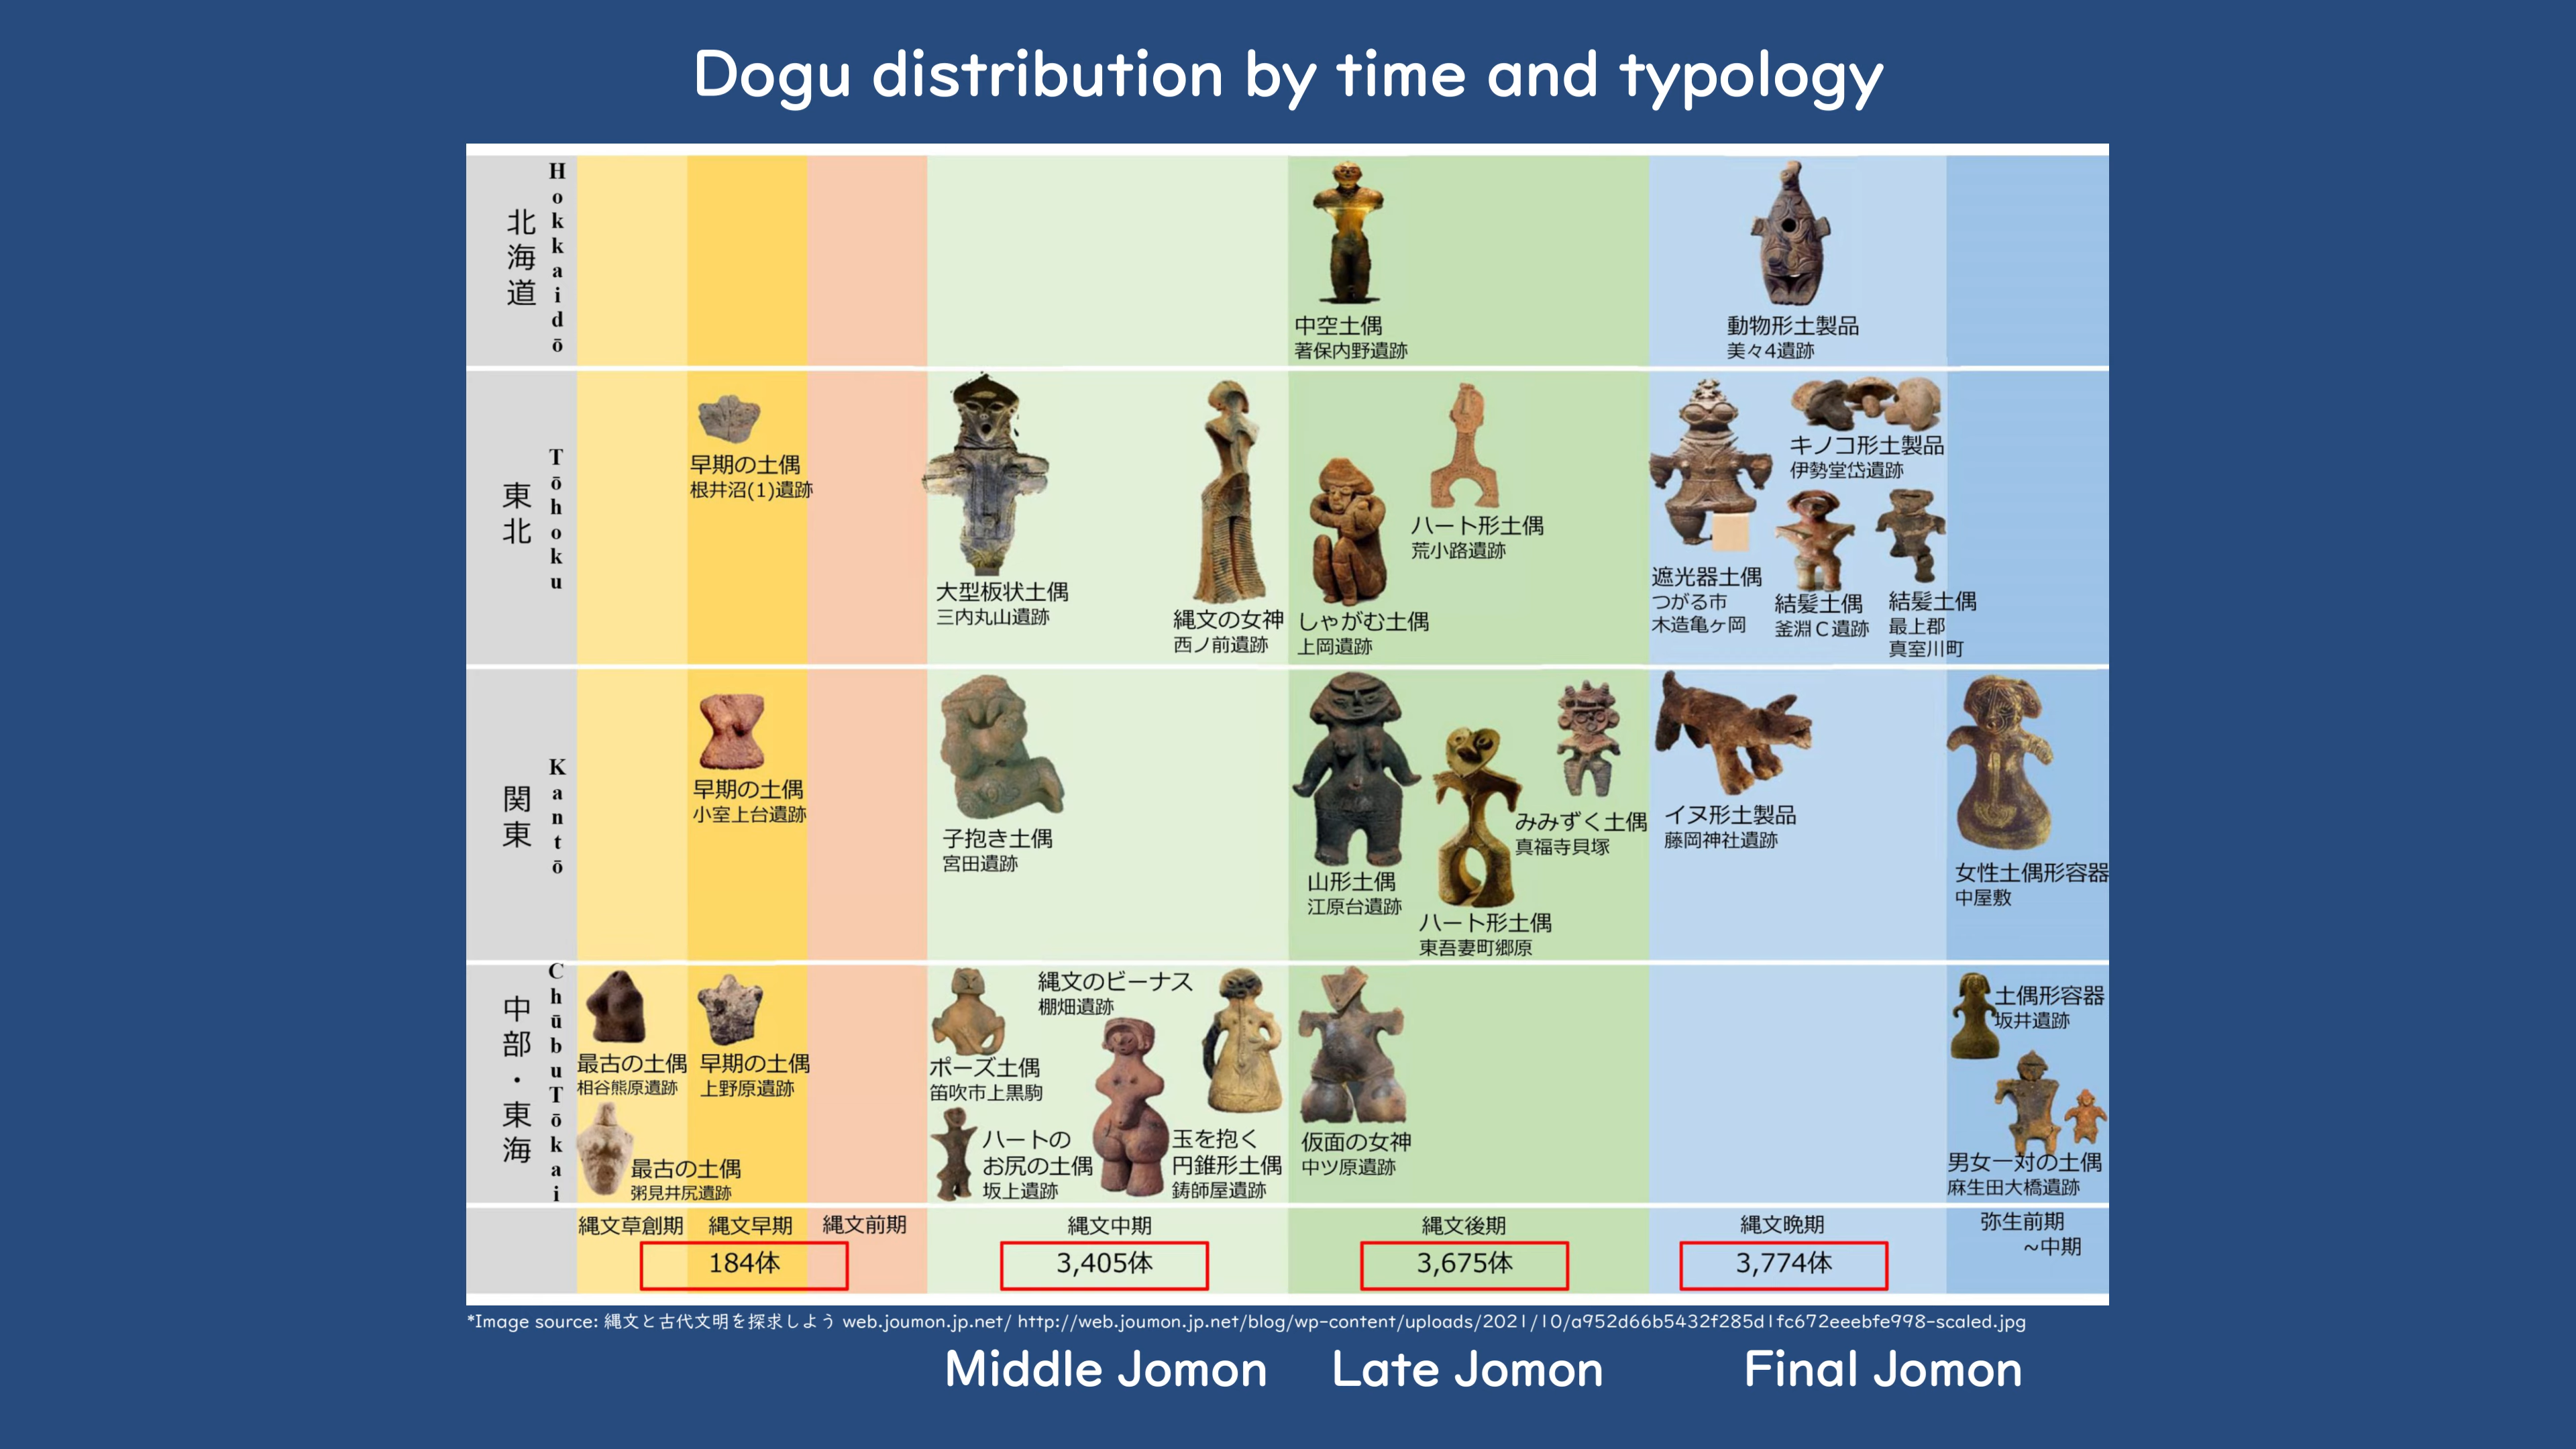 Dogu distribution by time and typology
北海道
Hokkaidō
中空土偶
著保内野遺跡
動物形土製品
美々4遺跡
東北
Tōhoku
早期の土偶
根井沼(1)遺跡
大型板状土偶
三内丸山遺跡
縄文の女神
西ノ前遺跡
しゃがむ土偶
上岡遺跡
ハート形土偶
荒小路遺跡
遮光器土偶
つがる市
木造亀ヶ岡
キノコ形土製品
伊勢堂岱遺跡
結髪土偶
釜淵C遺跡
結髪土偶
最上郡
真室川町
関東
Kantō
早期の土偶
小室上台遺跡
子抱き土偶
宮田遺跡
山形土偶
江原台遺跡
ハート形土偶
東吾妻町郷原
みみずく土偶
真福寺貝塚
イヌ形土製品
藤岡神社遺跡
女性土偶形容器
中屋敷
中部・東海
ChūbuTōkai
最古の土偶
相谷熊原遺跡
最古の土偶
粥見井尻遺跡
早期の土偶
上野原遺跡
ポーズ土偶
笛吹市上黒駒
縄文のビーナス
棚畑遺跡
ハートの
お尻の土偶
坂上遺跡
玉を抱く
円錐形土偶
鋳師屋遺跡
仮面の女神
中ツ原遺跡
土偶形容器
坂井遺跡
男女一対の土偶
麻生田大橋遺跡
縄文草創期
縄文早期
縄文前期
縄文中期
縄文後期
縄文晩期
弥生前期
~中期
184体
3,405体
3,675体
3,774体
*Image source: 縄文と古代文明を探求しよう web.joumon.jp.net/ http://web.joumon.jp.net/blog/wp-content/uploads/2021/10/a952d66b5432f285d1fc672eeebfe998-scaled.jpg
Middle Jomon
Late Jomon
Final Jomon